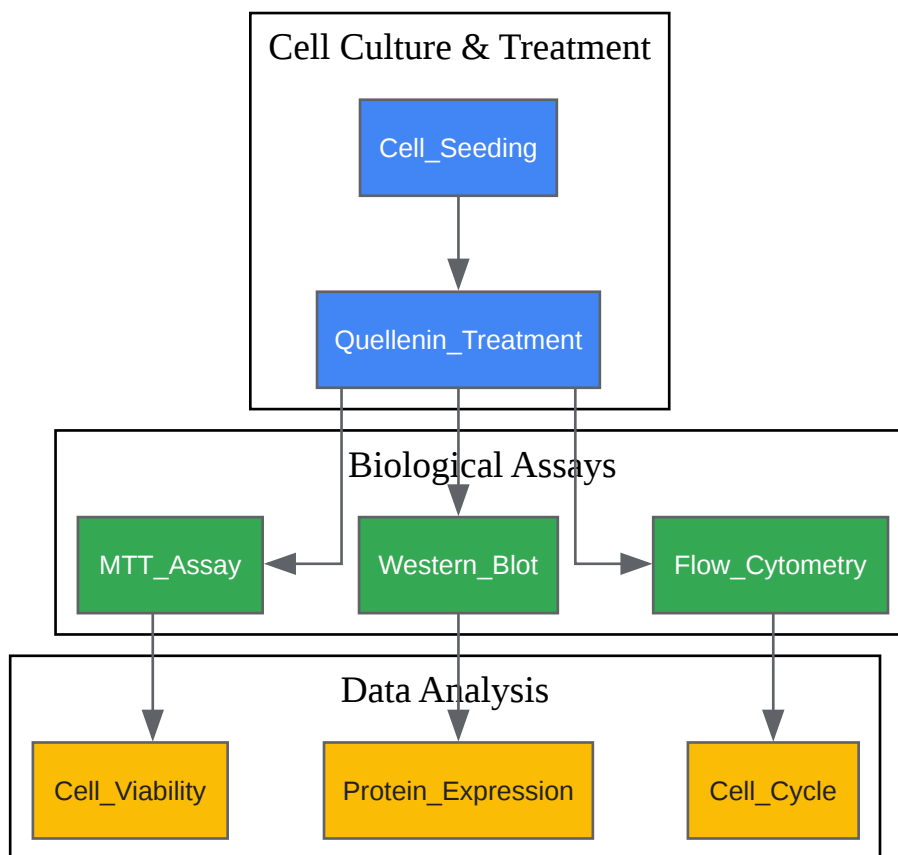 Cell Culture & Treatment
Cell_Seeding
Quellenin_Treatment
Biological Assays
MTT_Assay
Western_Blot
Flow_Cytometry
Data Analysis
Cell_Viability
Protein_Expression
Cell_Cycle